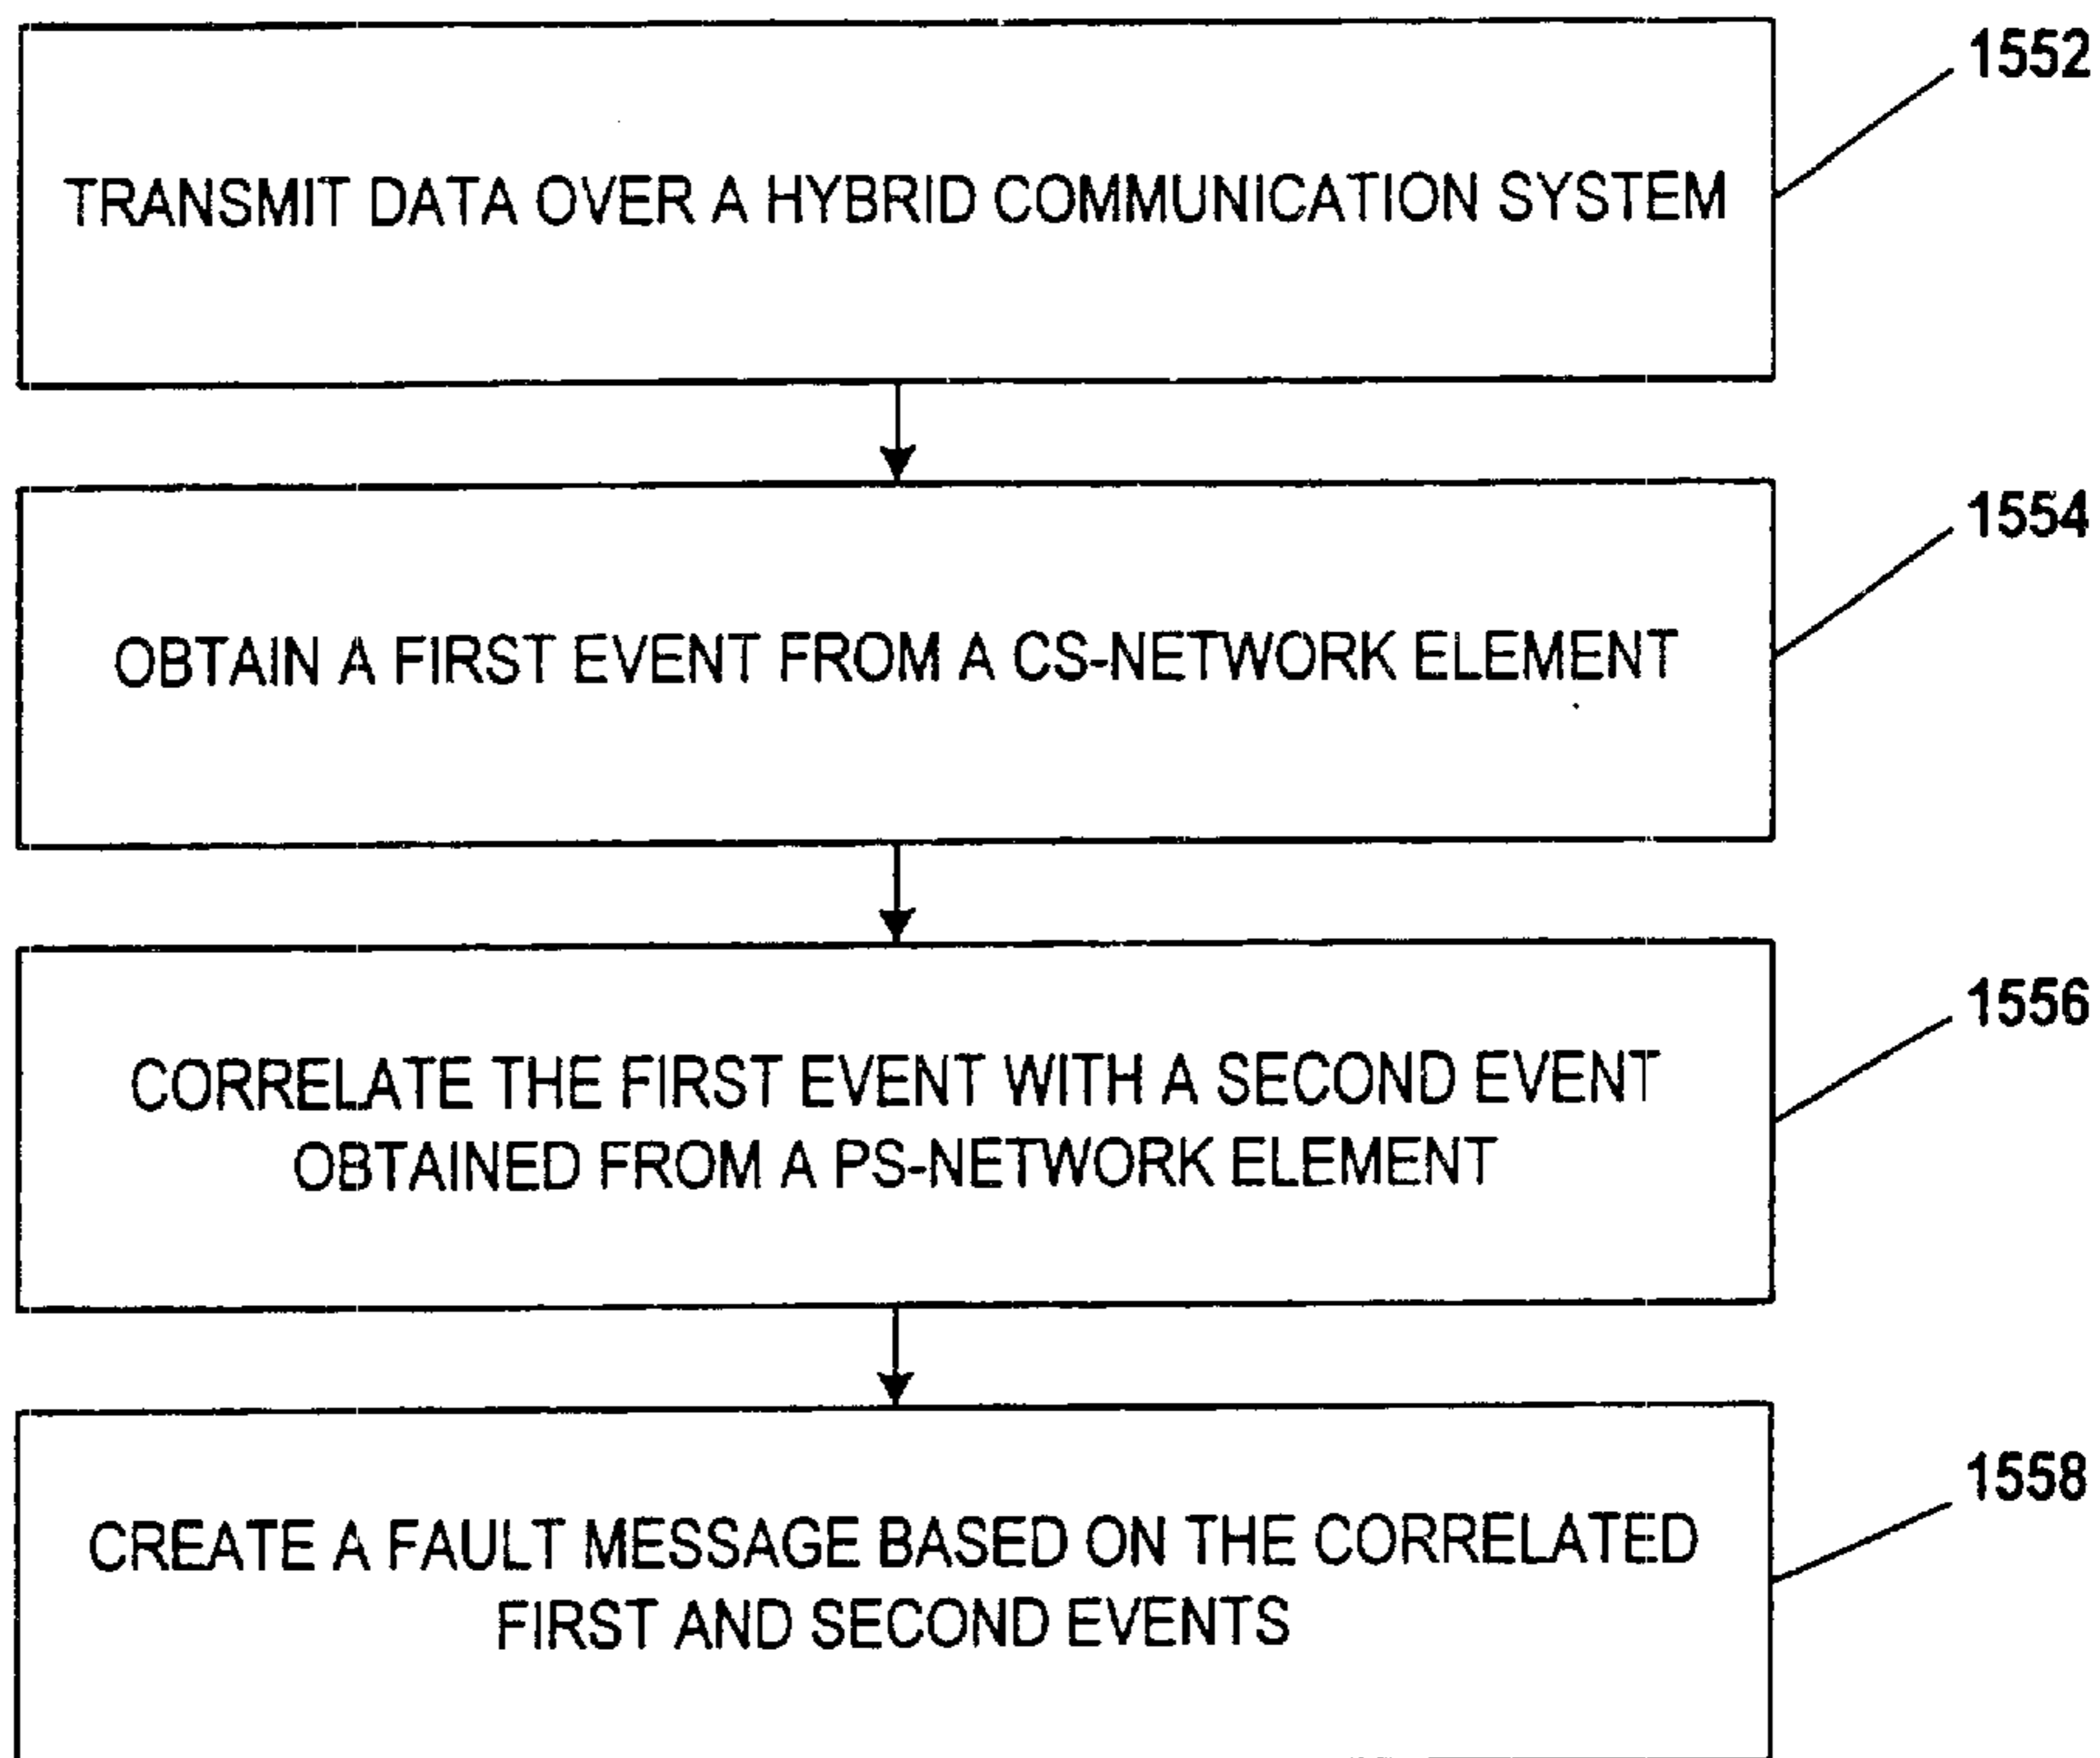 1552
TRANSMIT DATA OVER A HYBRID COMMUNICATION SYSTEM
1554
OBTAIN A FIRST EVENT FROM A CS-NETWORK ELEMENT
1556
CORRELATE THE FIRST EVENT WITH A SECOND EVENT
OBTAINED FROM A PS-NETWORK ELEMENT
1558
CREATE A FAULT MESSAGE BASED ON THE CORRELATED
FIRST AND SECOND EVENTS